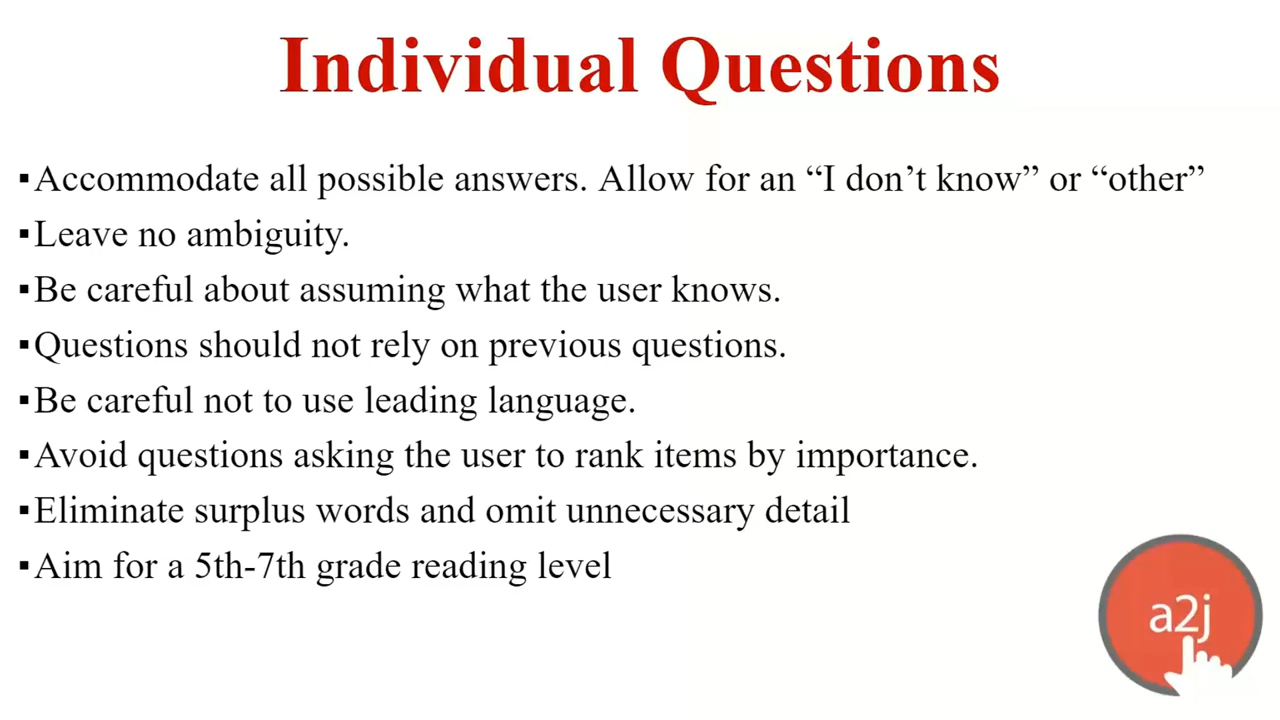 Individual Questions
▪Accommodate all possible answers. Allow for an “I don’t know” or “other”
▪Leave no ambiguity.
▪Be careful about assuming what the user knows.
▪Questions should not rely on previous questions.
▪Be careful not to use leading language.
▪Avoid questions asking the user to rank items by importance.
▪Eliminate surplus words and omit unnecessary detail
▪Aim for a 5th-7th grade reading level
a2j